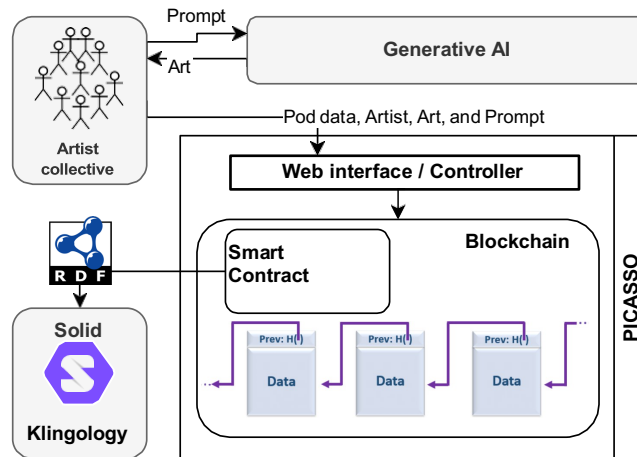 Prompt
Generative AI
Art
Artist
collective
Pod data, Artist, Art, and Prompt
Web interface / Controller
Blockchain
Smart
Contract
RDF
Solid
S
Klingology
Prev: H()
Data
Prev: H()
Data
Prev: H()
Data
PICASSO